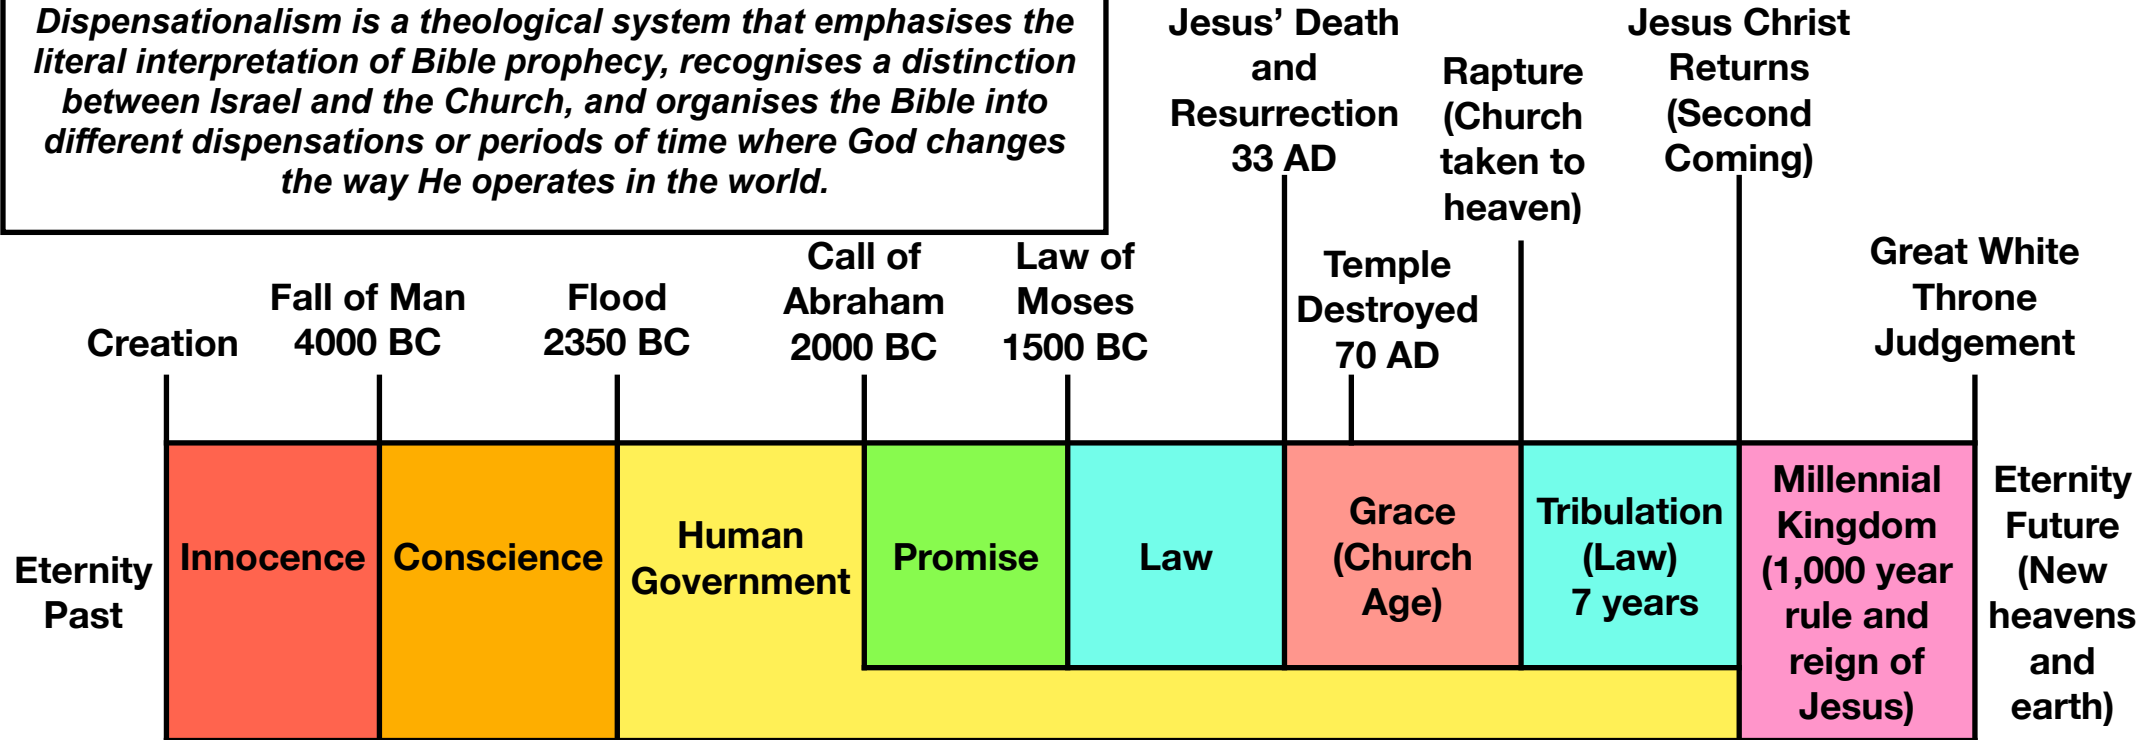 Dispensationalism is a theological system that emphasises the
literal interpretation of Bible prophecy, recognises a distinction
between Israel and the Church, and organises the Bible into
different dispensations or periods of time where God changes
the way He operates in the world.
Creation
Fall of Man
4000 BC
Flood
2350 BC
Call of
Abraham
2000 BC
Law of
Moses
1500 BC
Jesus’ Death
and
Resurrection
33 AD
Temple
Destroyed
70 AD
Rapture
(Church
taken to
heaven)
Jesus Christ
Returns
(Second
Coming)
Great White
Throne
Judgement
Eternity
Past
Innocence
Conscience
Human
Government
Promise
Law
Grace
(Church
Age)
Tribulation
(Law)
7 years
Millennial
Kingdom
(1,000 year
rule and
reign of
Jesus)
Eternity
Future
(New
heavens
and
earth)